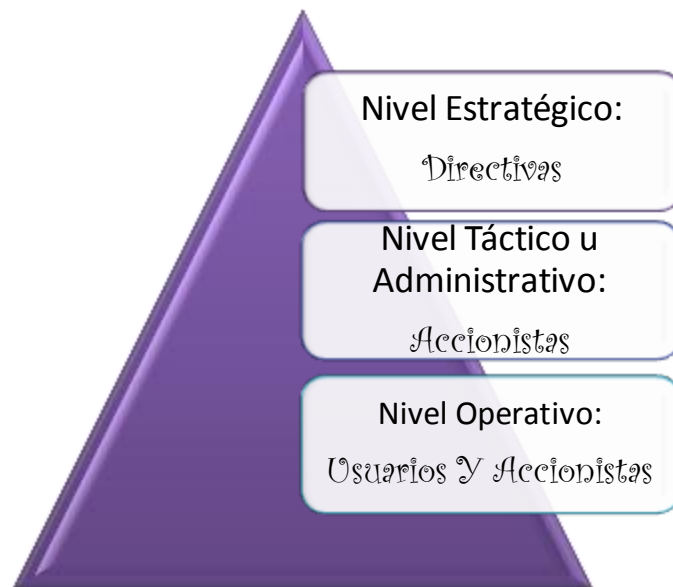 Nivel Estratégico:
Directivas
Nivel Táctico u
Administrativo:
Accionistas
Nivel Operativo:
Usuarios Y Accionistas